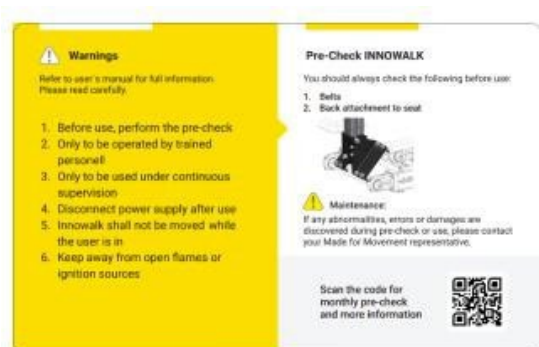 Warnings
Refer to user's manual for full information.
Please read carefully.
1. Before use, perform the pre-check
2. Only to be operated by trained
personell
3. Only to be used under continuous
supervision
4. Disconnect power supply after use
5. Innowalk shall not be moved while
the user is in
6. Keep away from open flames or
ignition sources
Pre-Check INNOWALK
You should always check the following before use:
1. Belts
2. Back attachment to seat
Maintenance:
If any abnormalities, errors or damages are
discovered during pre-check or use, please contact
your Made for Movement representative.
Scan the code for
monthly pre-check
and more information